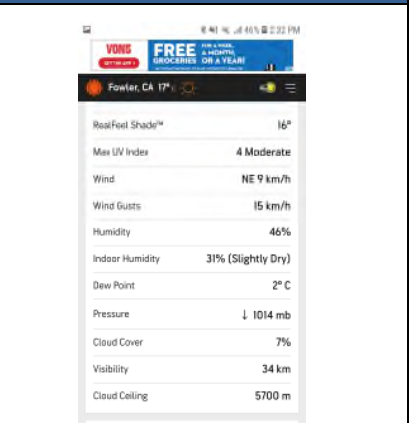 46% 2:32 PM
VONS
FREE FOR A WEEK,
A MONTH,
GROCERIES OR A YEAR!
Fowler, CA 17° c
RealFeel Shade™ 16°
Max UV Index 4 Moderate
Wind NE 9 km/h
Wind Gusts 15 km/h
Humidity 46%
Indoor Humidity 31% (Slightly Dry)
Dew Point 2° C
Pressure ↓ 1014 mb
Cloud Cover 7%
Visibility 34 km
Cloud Ceiling 5700 m